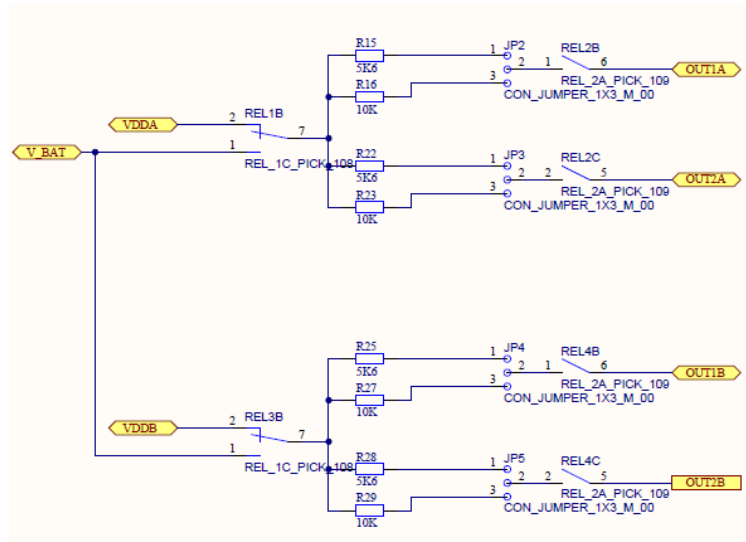 R15
1 JP2 REL2B
5K6 2 1 6 OUT1A
R16 3 REL_2A_PICK_109
10K CON_JUMPER_1X3_M_00
VDDA 2 REL1B
7
V_BAT 1
REL_1C_PICK_108
R22 1 JP3 REL2C
5K6 2 2 5 OUT2A
R23 3 REL_2A_PICK_109
10K CON_JUMPER_1X3_M_00
R25 1 JP4 REL4B
5K6 2 1 6 OUT1B
R27 3 REL_2A_PICK_109
10K CON_JUMPER_1X3_M_00
VDDB 2 REL3B
7
1
REL_1C_PICK_108
R28 1 JP5 REL4C
5K6 2 2 5 OUT2B
R29 3 REL_2A_PICK_109
10K CON_JUMPER_1X3_M_00